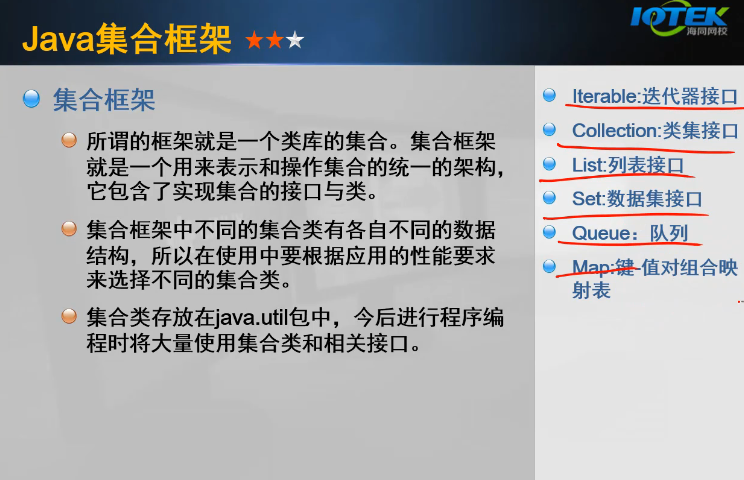 IOTEK
海同网校
Java集合框架
集合框架
所谓的框架就是一个类库的集合。集合框架
就是一个用来表示和操作集合的统一的架构，
它包含了实现集合的接口与类。
集合框架中不同的集合类有各自不同的数据
结构，所以在使用中要根据应用的性能要求
来选择不同的集合类。
集合类存放在java.util包中，今后进行程序编
程时将大量使用集合类和相关接口。
Iterable:迭代器接口
Collection:类集接口
List:列表接口
Set:数据集接口
Queue：队列
Map:键-值对组合映
射表